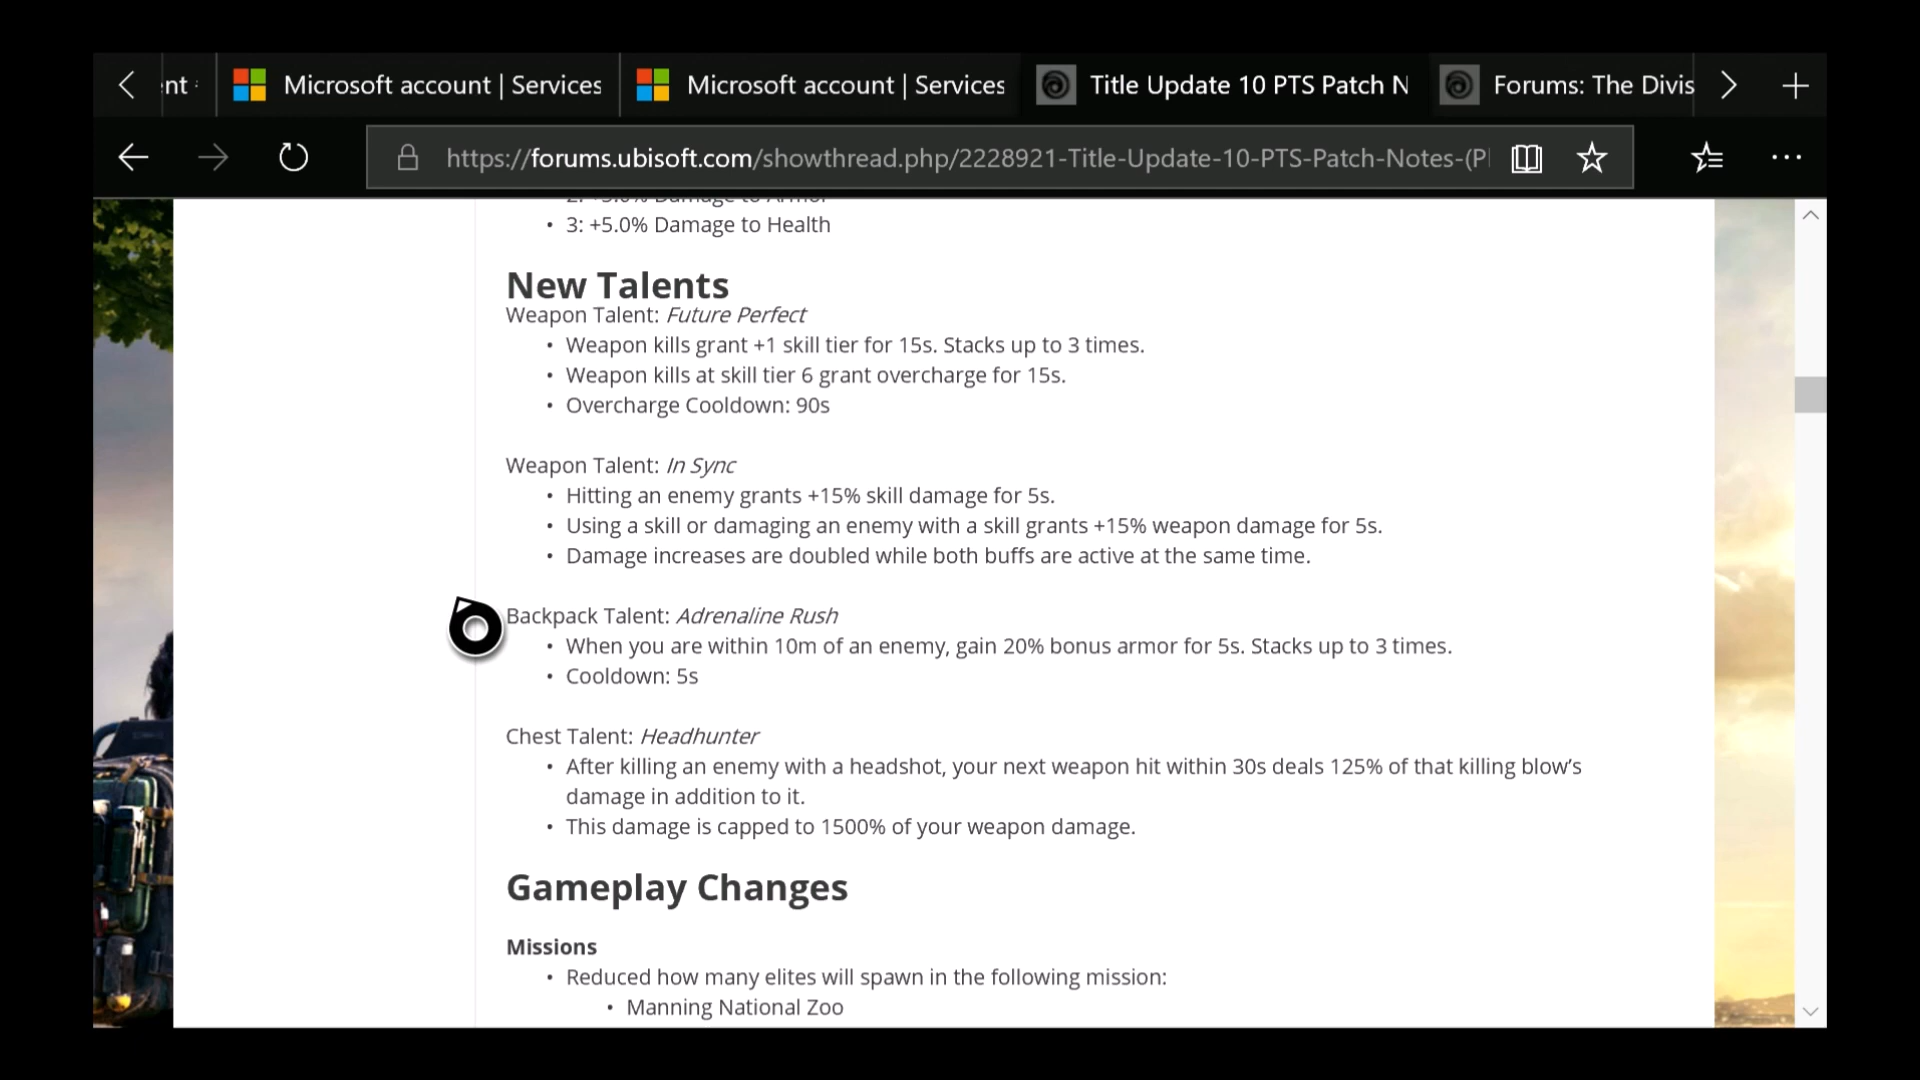 nt
Microsoft account | Services
Microsoft account | Services
Title Update 10 PTS Patch N
Forums: The Divis
https://forums.ubisoft.com/showthread.php/2228921-Title-Update-10-PTS-Patch-Notes-(P
2: +5.0% Damage to Armor
• 3: +5.0% Damage to Health
New Talents
Weapon Talent: Future Perfect
• Weapon kills grant +1 skill tier for 15s. Stacks up to 3 times.
• Weapon kills at skill tier 6 grant overcharge for 15s.
• Overcharge Cooldown: 90s
Weapon Talent: In Sync
• Hitting an enemy grants +15% skill damage for 5s.
• Using a skill or damaging an enemy with a skill grants +15% weapon damage for 5s.
• Damage increases are doubled while both buffs are active at the same time.
Backpack Talent: Adrenaline Rush
• When you are within 10m of an enemy, gain 20% bonus armor for 5s. Stacks up to 3 times.
• Cooldown: 5s
Chest Talent: Headhunter
• After killing an enemy with a headshot, your next weapon hit within 30s deals 125% of that killing blow’s
damage in addition to it.
• This damage is capped to 1500% of your weapon damage.
Gameplay Changes
Missions
• Reduced how many elites will spawn in the following mission:
• Manning National Zoo